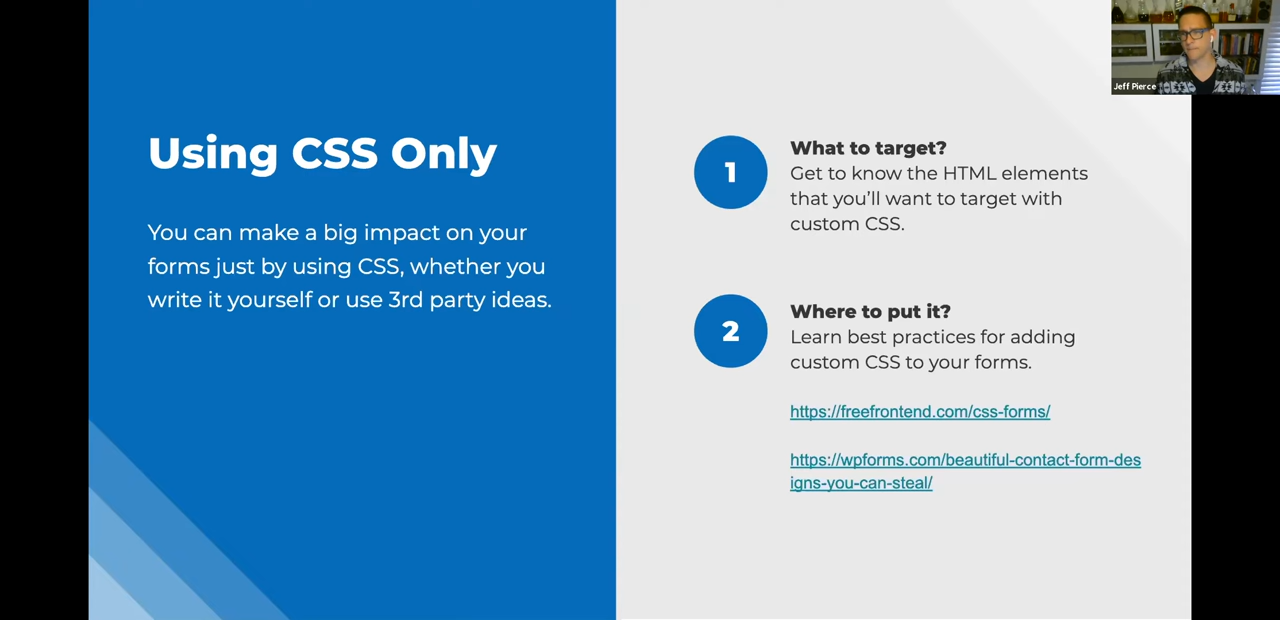 Using CSS Only
You can make a big impact on your
forms just by using CSS, whether you
write it yourself or use 3rd party ideas.
1
What to target?
Get to know the HTML elements
that you’ll want to target with
custom CSS.
2
Where to put it?
Learn best practices for adding
custom CSS to your forms.
https://freefrontend.com/css-forms/
https://wpforms.com/beautiful-contact-form-des
igns-you-can-steal/
Jeff Pierce